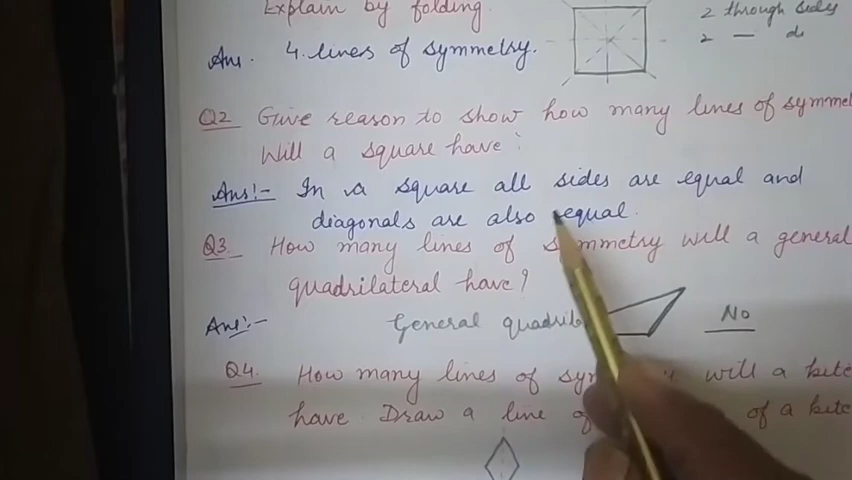 Explain by folding.
2 through sides
2 —
Ans. 4 lines of symmetry.
Q2 Give reason to show how many lines of symmet
Will a square have?
Ans:- In a square all sides are equal and
diagonals are also equal.
Q3 How many lines of symmetry will a general
quadrilateral have?
Ans:- General quadril No
Q4. How many lines of sy will a kite
have. Draw a line of a kite